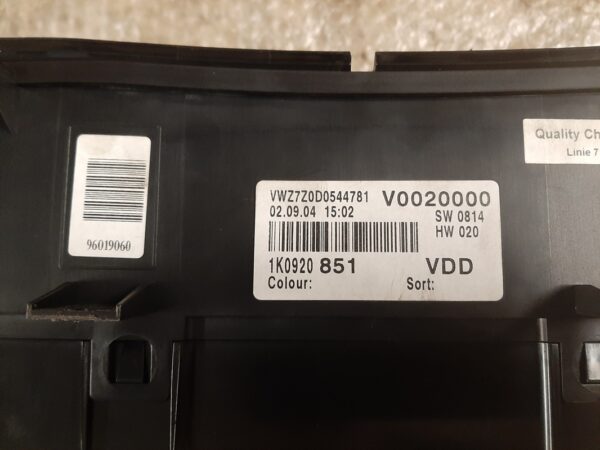 96019060
VWZ7Z0D0544781 V0020000
02.09.04 15:02 SW 0814
HW 020
1K0920 851 VDD
Colour: Sort:
Quality Ch
Linie 7